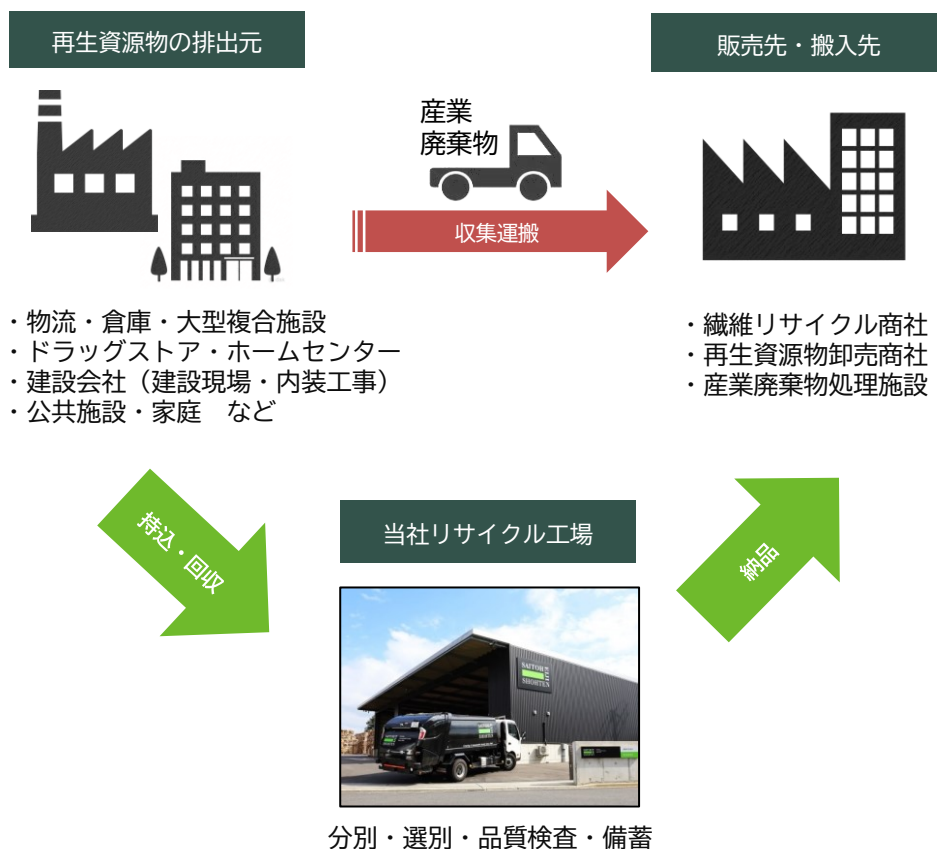 再生資源物の排出元
販売先・搬入先
産業
廃棄物
収集運搬
・物流・倉庫・大型複合施設
・ドラッグストア・ホームセンター
・建設会社（建設現場・内装工事）
・公共施設・家庭　など
・繊維リサイクル商社
・再生資源物卸売商社
・産業廃棄物処理施設
持込・回収
当社リサイクル工場
納品
SAITOH
SHOHTEN
分別・選別・品質検査・備蓄